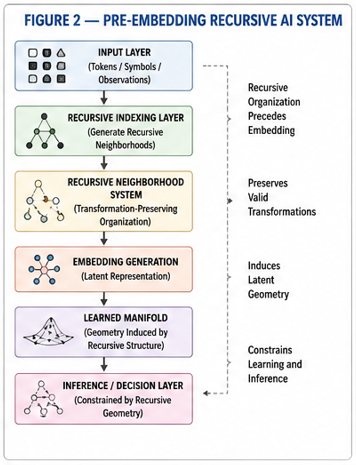 FIGURE 2 — PRE-EMBEDDING RECURSIVE AI SYSTEM
INPUT LAYER
(Tokens / Symbols /
Observations)
RECURSIVE INDEXING LAYER
(Generate Recursive
Neighborhoods)
RECURSIVE NEIGHBORHOOD
SYSTEM
(Transformation-Preserving
Organization)
EMBEDDING GENERATION
(Latent Representation)
LEARNED MANIFOLD
(Geometry Induced by
Recursive Structure)
INFERENCE / DECISION LAYER
(Constrained by Recursive
Geometry)
Recursive
Organization
Precedes
Embedding
Preserves
Valid
Transformations
Induces
Latent
Geometry
Constrains
Learning and
Inference